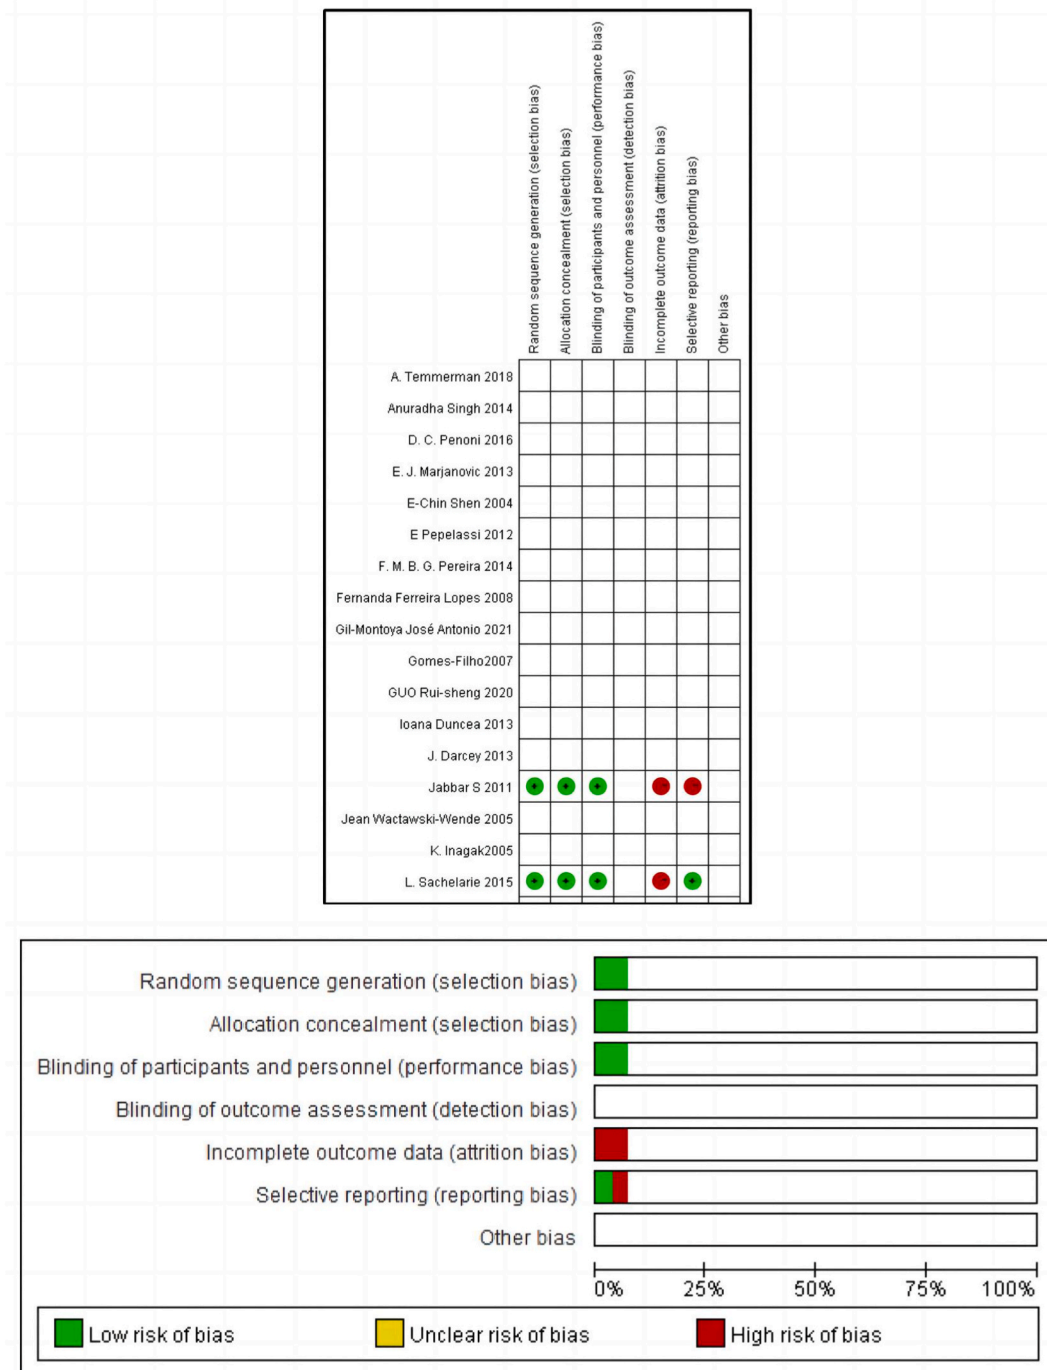 Random sequence generation (selection bias)
Allocation concealment (selection bias)
Blinding of participants and personnel (performance bias)
Blinding of outcome assessment (detection bias)
Incomplete outcome data (attrition bias)
Selective reporting (reporting bias)
Other bias
A. Temmerman 2018
Anuradha Singh 2014
D. C. Penoni 2016
E. J. Marjanovic 2013
E-Chin Shen 2004
E Pepelassi 2012
F. M. B. G. Pereira 2014
Fernanda Ferreira Lopes 2008
Gil-Montoya José Antonio 2021
Gomes-Filho2007
GUO Rui-sheng 2020
Ioana Duncea 2013
J. Darcey 2013
Jabbar S 2011
Jean Wactawski-Wende 2005
K. Inagak2005
L. Sachelarie 2015
Random sequence generation (selection bias)
Allocation concealment (selection bias)
Blinding of participants and personnel (performance bias)
Blinding of outcome assessment (detection bias)
Incomplete outcome data (attrition bias)
Selective reporting (reporting bias)
Other bias
0% 25% 50% 75% 100%
Low risk of bias Unclear risk of bias High risk of bias